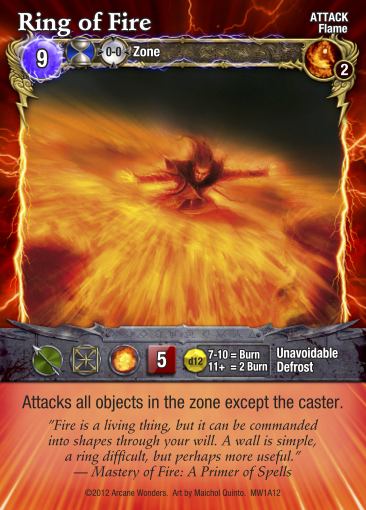 Ring of Fire
ATTACK
Flame
9
0-0 Zone
2
5
d12
7-10 = Burn
11+ = 2 Burn
Unavoidable
Defrost
Attacks all objects in the zone except the caster.
"Fire is a living thing, but it can be commanded
into shapes through your will. A wall is simple,
a ring difficult, but perhaps more useful."
— Mastery of Fire: A Primer of Spells
©2012 Arcane Wonders. Art by Maichol Quinto. MW1A12